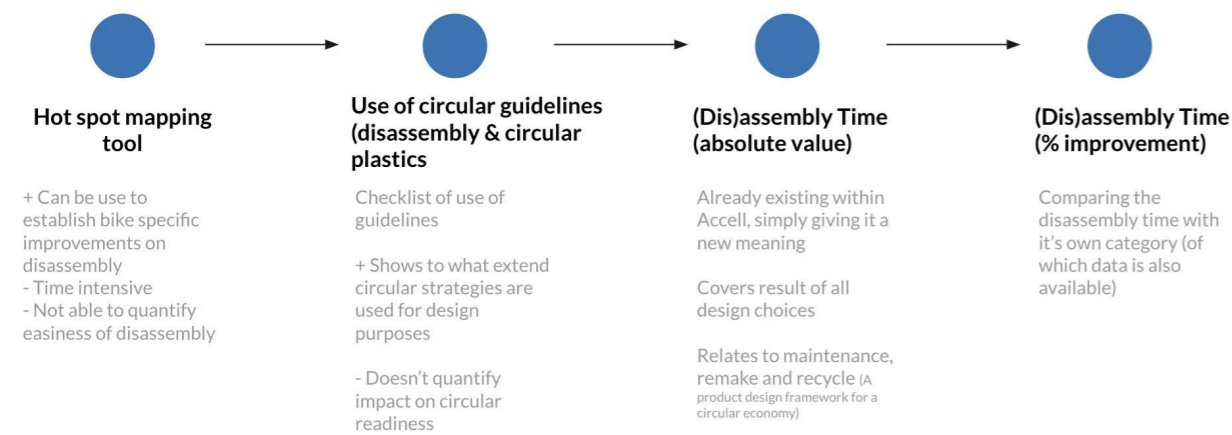 Hot spot mapping
tool
+ Can be use to
establish bike specific
improvements on
disassembly
- Time intensive
- Not able to quantify
easiness of disassembly
Use of circular guidelines
(disassembly & circular
plastics
Checklist of use of
guidelines
+ Shows to what extend
circular strategies are
used for design
purposes
- Doesn't quantify
impact on circular
readiness
(Dis)assembly Time
(absolute value)
Already existing within
Accell, simply giving it a
new meaning
Covers result of all
design choices
Relates to maintenance,
remake and recycle (A
product design framework for a
circular economy)
(Dis)assembly Time
(% improvement)
Comparing the
disassembly time with
it's own category (of
which data is also
available)